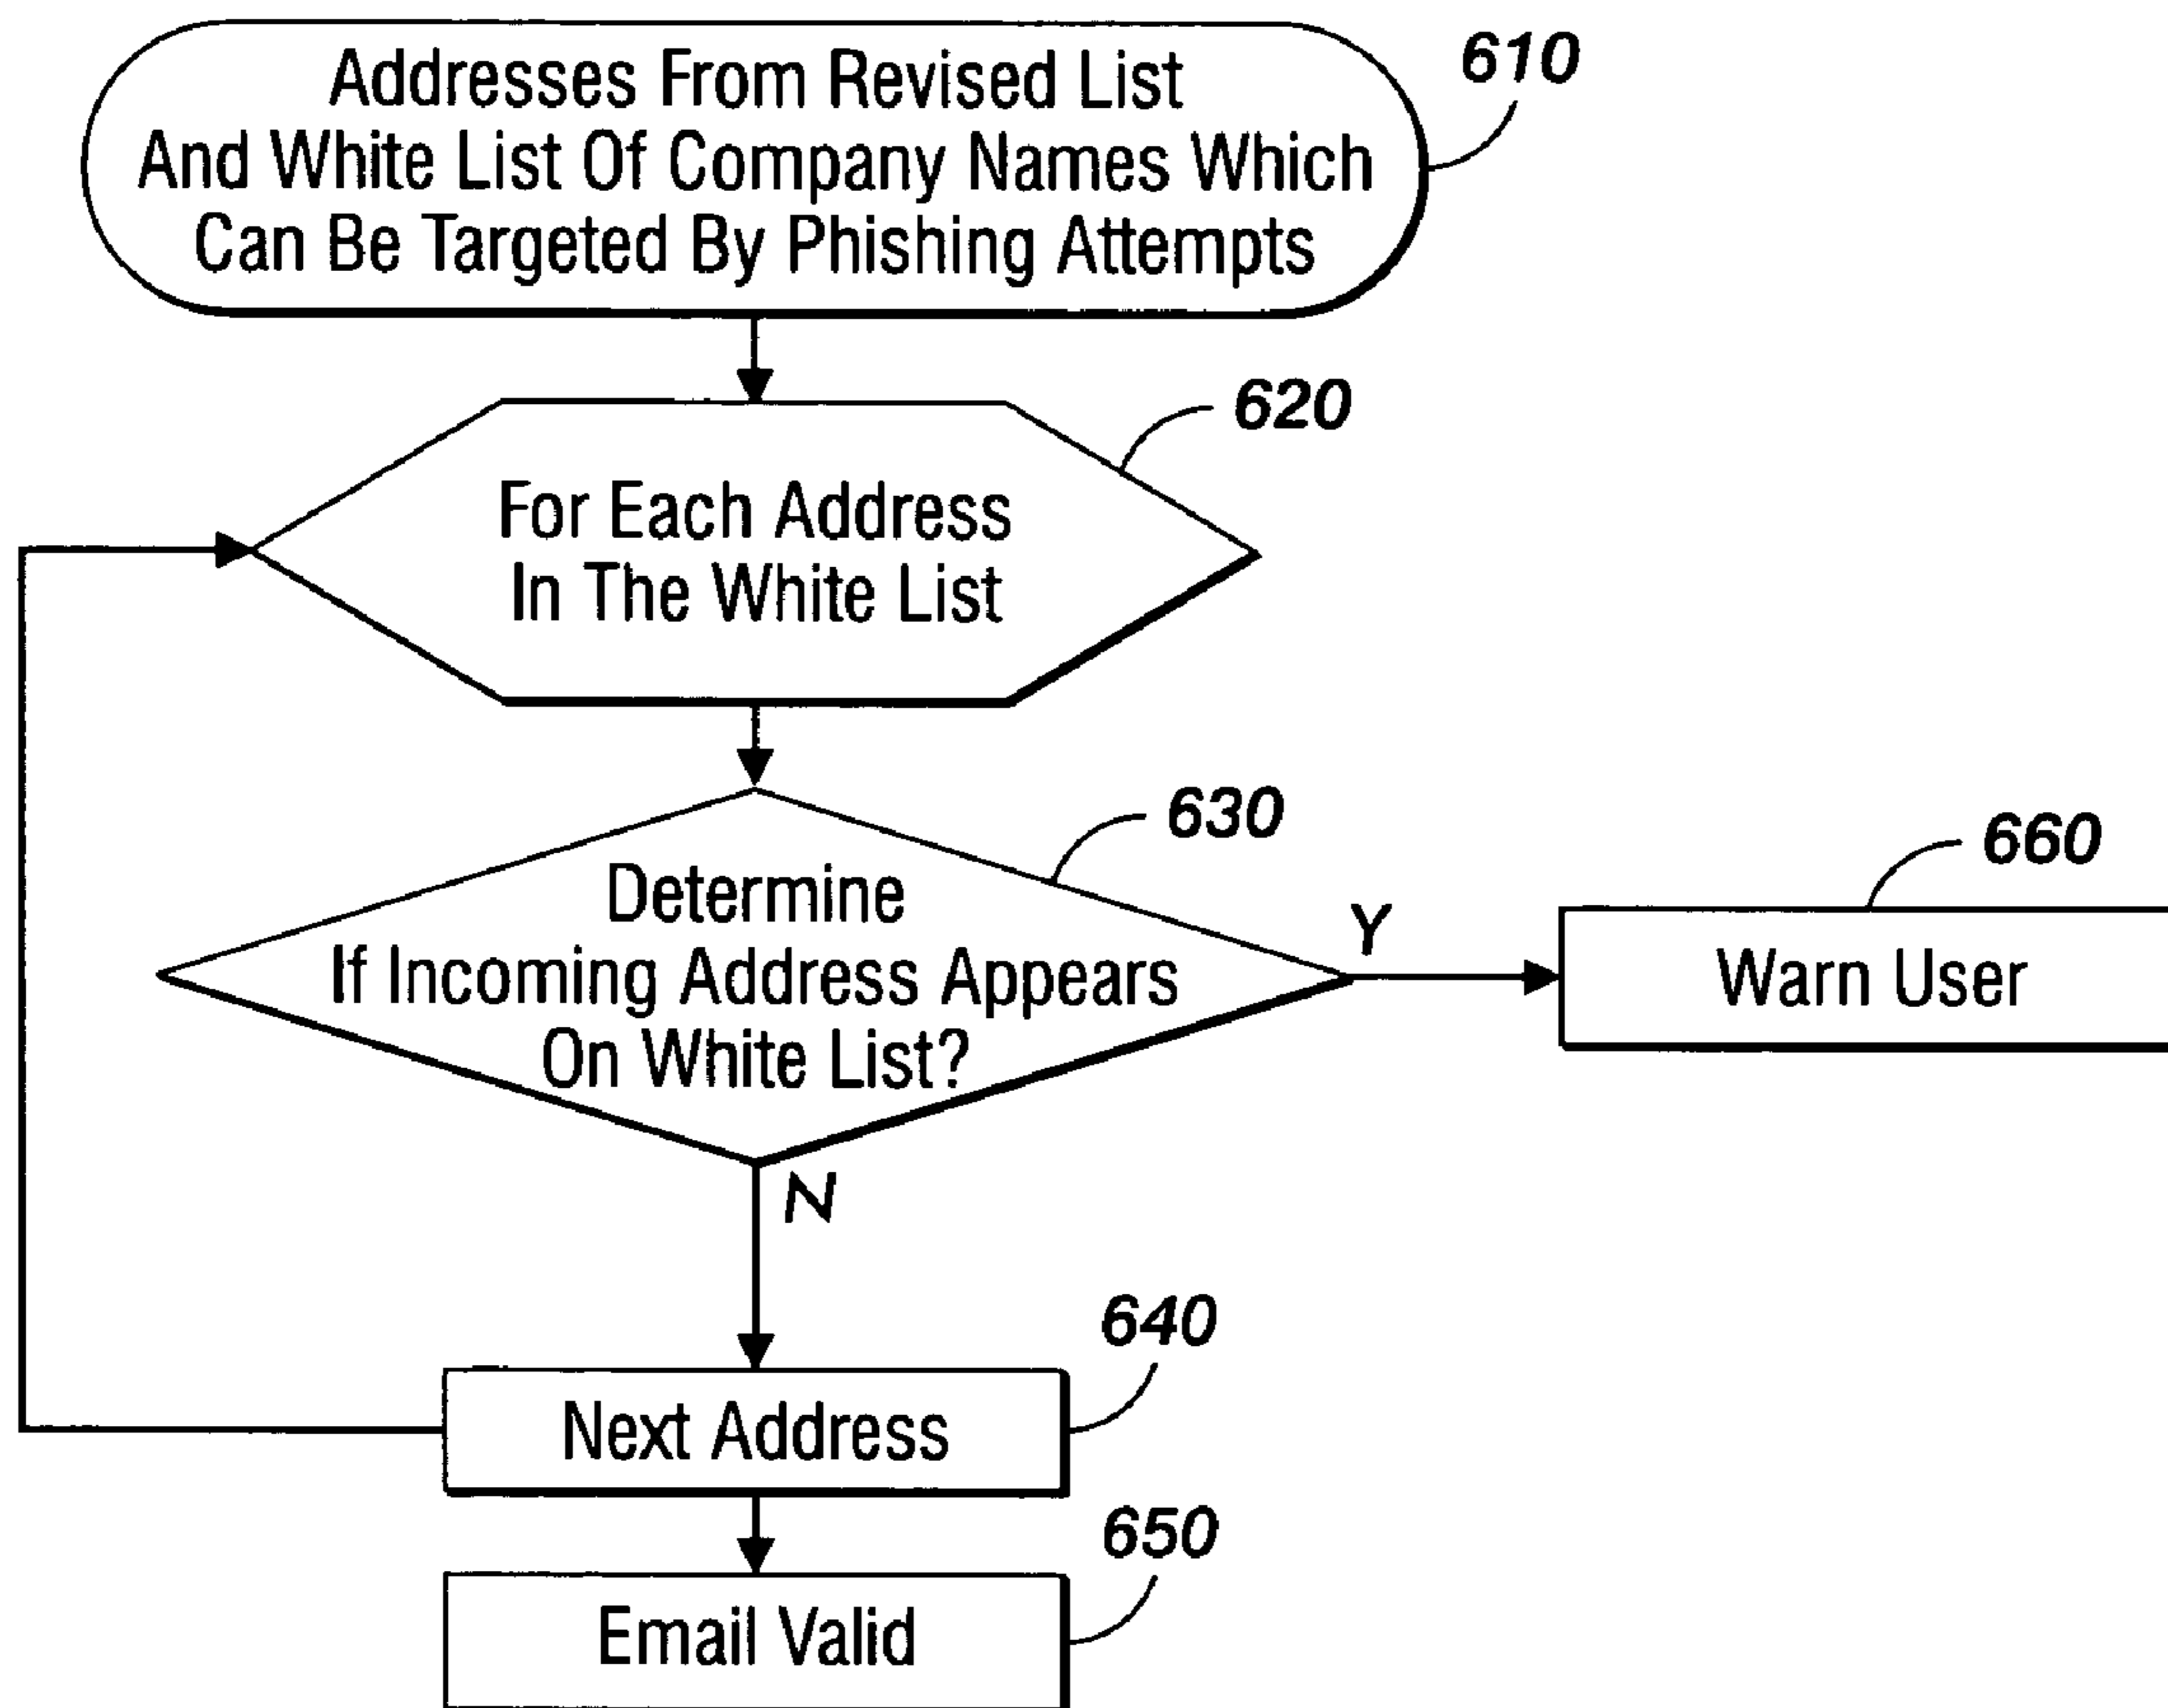 Addresses From Revised List
And White List Of Company Names Which
Can Be Targeted By Phishing Attempts
610
620
For Each Address
In The White List
630
Determine
If Incoming Address Appears
On White List?
Y
660
Warn User
N
640
Next Address
650
Email Valid